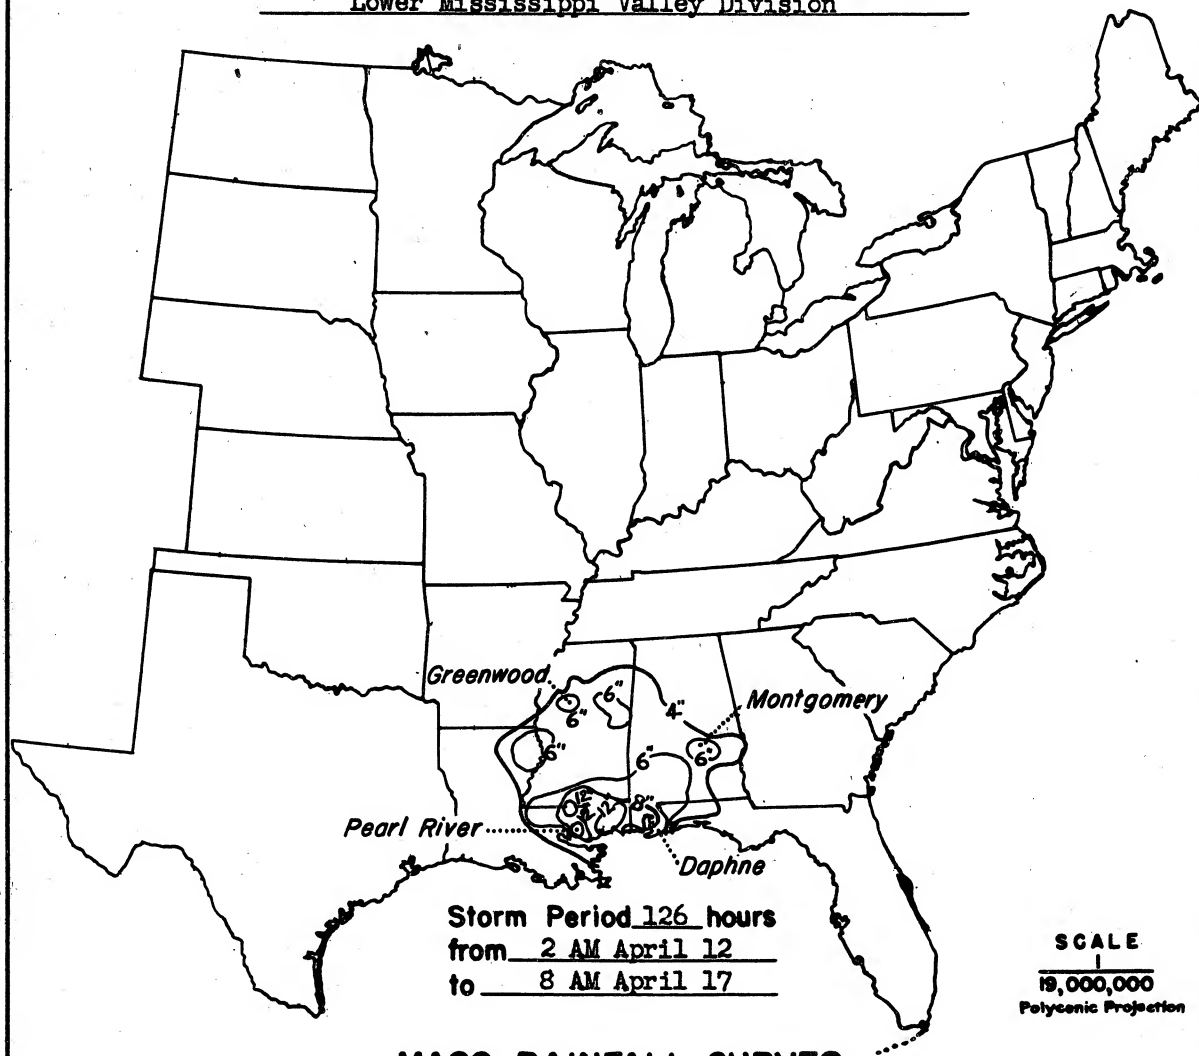 Lower Mississippi Valley Division
Greenwood
6"
6"
4"
Montgomery
6"
6"
6"
12"
12"
8"
Pearl River
Daphne
Storm Period 126 hours
from 2 AM April 12
to 8 AM April 17
SCALE
1
19,000,000
Polyconic Projection
MASS RAINFALL CURVES